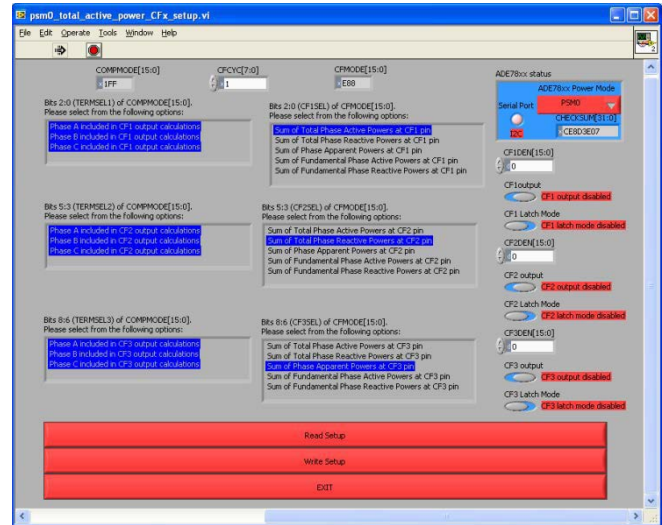 psm0_total_active_power_CFx_setup.vi
File Edit Operate Tools Window Help
2
COMPMODE[15:0]
1FF
CFCYC[7:0]
1
CFMODE[15:0]
E88
ADE78xx status
ADE78xx Power Mode
Serial Port
PSM0
I2C
CHECKSUM[31:0]
CE8D3E07
Bits 2:0 (TERMSEL1) of COMPMODE[15:0].
Please select from the following options:
Phase A included in CF1 output calculations
Phase B included in CF1 output calculations
Phase C included in CF1 output calculations
Bits 2:0 (CF1SEL) of CFMODE[15:0].
Please select from the following options:
Sum of Total Phase Active Powers at CF1 pin
Sum of Total Phase Reactive Powers at CF1 pin
Sum of Phase Apparent Powers at CF1 pin
Sum of Fundamental Phase Active Powers at CF1 pin
Sum of Fundamental Phase Reactive Powers at CF1 pin
CF1DEN[15:0]
0
CF1output
CF1 output disabled
CF1 Latch Mode
CF1 latch mode disabled
Bits 5:3 (TERMSEL2) of COMPMODE[15:0].
Please select from the following options:
Phase A included in CF2 output calculations
Phase B included in CF2 output calculations
Phase C included in CF2 output calculations
Bits 5:3 (CF2SEL) of CFMODE[15:0].
Please select from the following options:
Sum of Total Phase Active Powers at CF2 pin
Sum of Total Phase Reactive Powers at CF2 pin
Sum of Phase Apparent Powers at CF2 pin
Sum of Fundamental Phase Active Powers at CF2 pin
Sum of Fundamental Phase Reactive Powers at CF2 pin
CF2DEN[15:0]
0
CF2 output
CF2 output disabled
CF2 Latch Mode
CF2 latch mode disabled
Bits 8:6 (TERMSEL3) of COMPMODE[15:0].
Please select from the following options:
Phase A included in CF3 output calculations
Phase B included in CF3 output calculations
Phase C included in CF3 output calculations
Bits 8:6 (CF3SEL) of CFMODE[15:0].
Please select from the following options:
Sum of Total Phase Active Powers at CF3 pin
Sum of Total Phase Reactive Powers at CF3 pin
Sum of Phase Apparent Powers at CF3 pin
Sum of Fundamental Phase Active Powers at CF3 pin
Sum of Fundamental Phase Reactive Powers at CF3 pin
CF3DEN[15:0]
0
CF3 output
CF3 output disabled
CF3 Latch Mode
CF3 latch mode disabled
Read Setup
Write Setup
EXIT